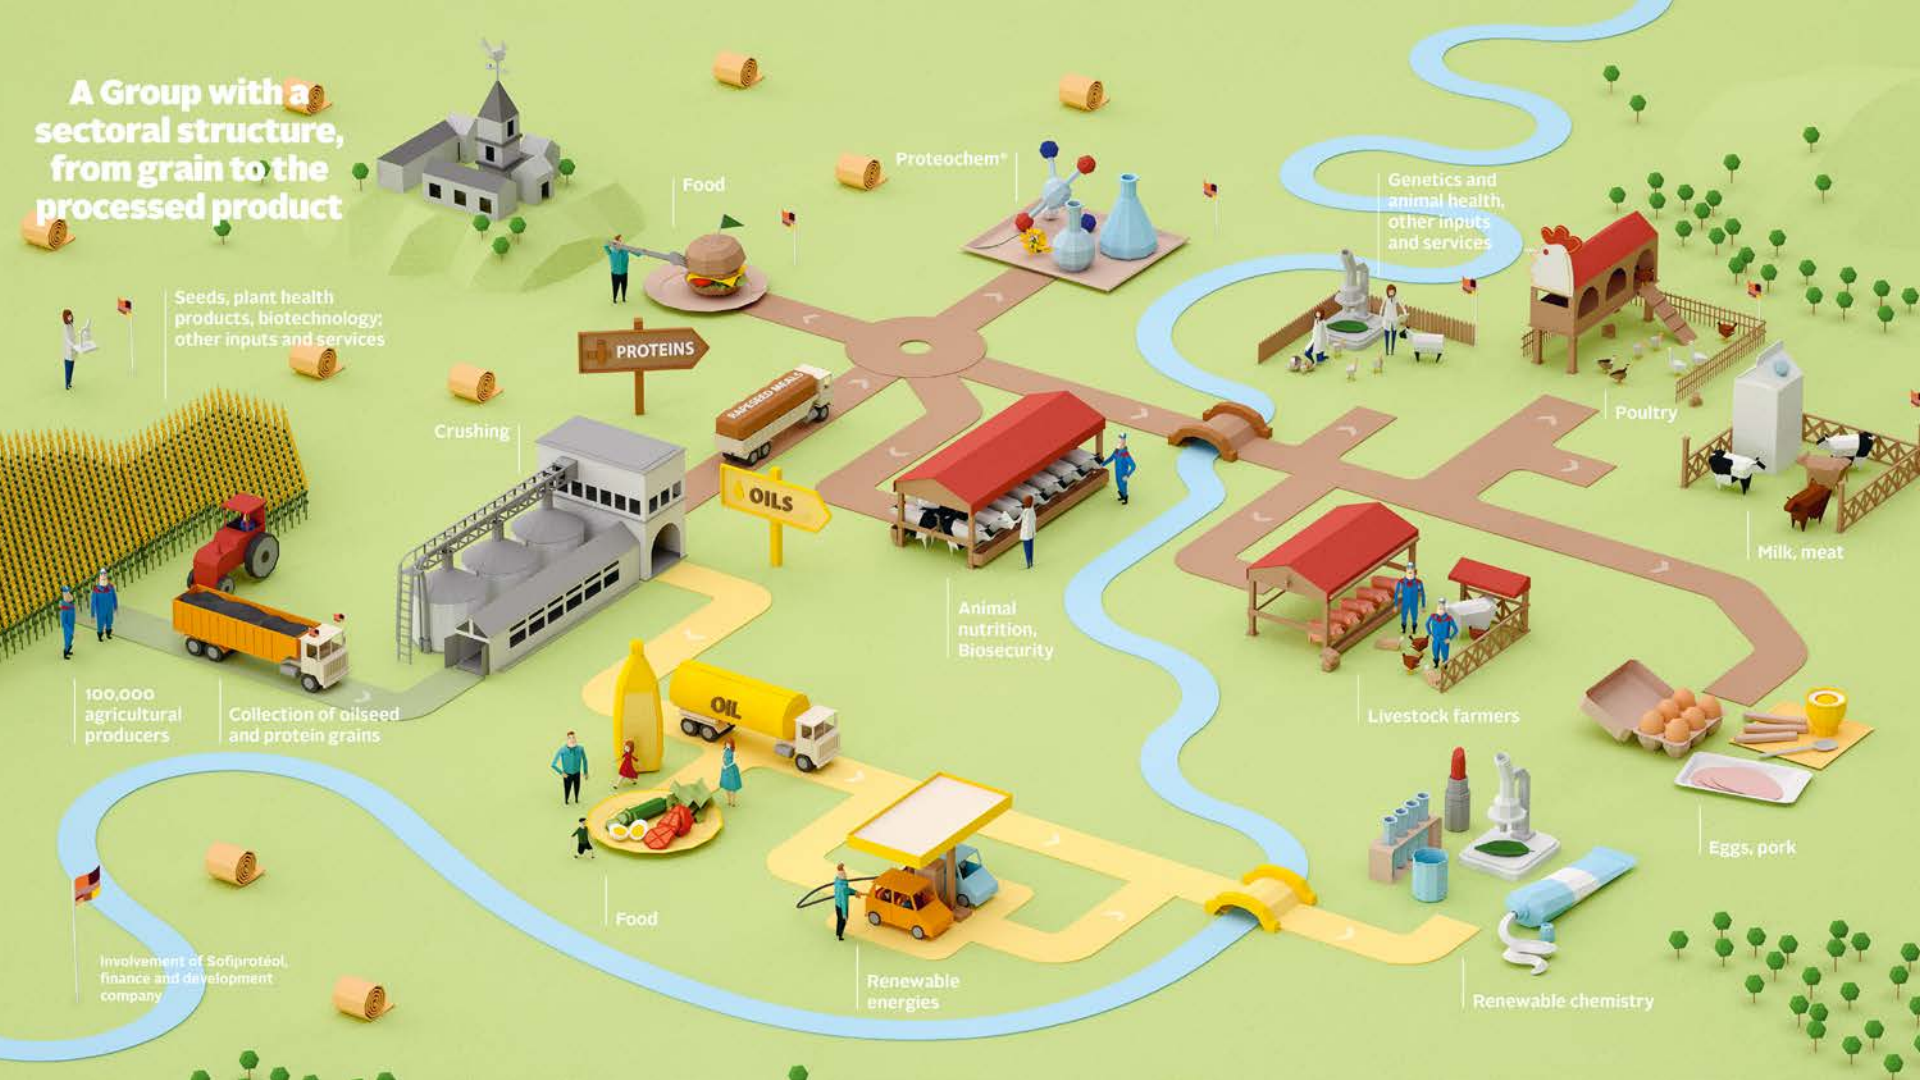 A Group with a
sectoral structure,
from grain to the
processed product
Food
Proteochem*
Genetics and
animal health,
other inputs
and services
Seeds, plant health
products, biotechnology;
other inputs and services
PROTEINS
RAPESEED MEALS
Crushing
Poultry
OILS
Milk, meat
Animal
nutrition,
Biosecurity
100,000
agricultural
producers
Collection of oilseed
and protein grains
OIL
Livestock farmers
Eggs, pork
Food
Involvement of Sofiprotéol,
finance and development
company
Renewable
energies
Renewable chemistry